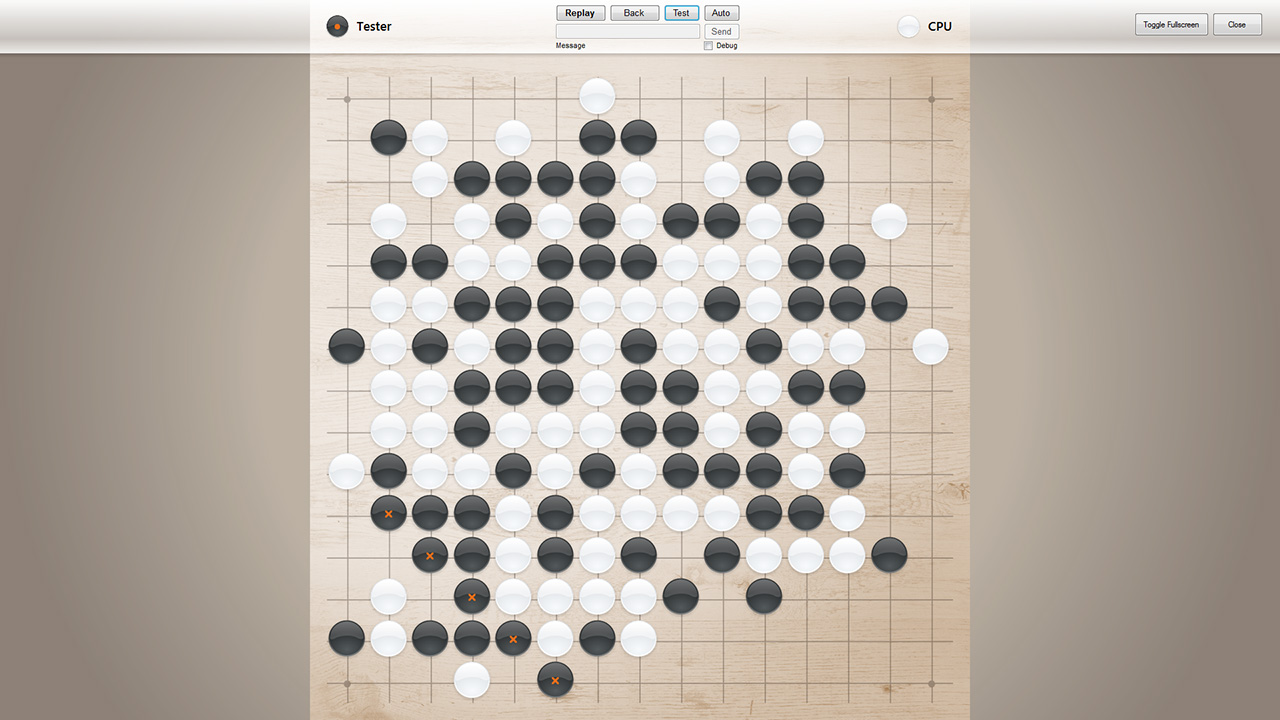 Tester
Replay
Back
Test
Auto
Send
Message
Debug
CPU
Toggle Fullscreen
Close